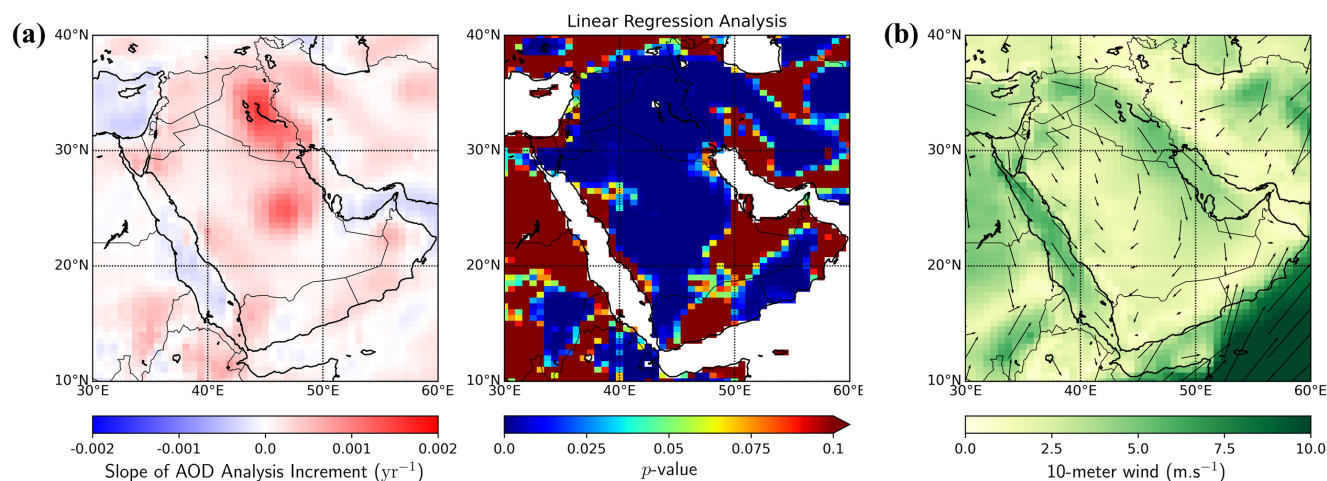 Linear Regression Analysis
(a)
(b)
40°N
30°N
20°N
10°N
30°E 40°E 50°E 60°E
-0.002 -0.001 0.0 0.001 0.002
Slope of AOD Analysis Increment (yr⁻¹)
40°N
30°N
20°N
10°N
30°E 40°E 50°E 60°E
0.0 0.025 0.05 0.075 0.1
p-value
40°N
30°N
20°N
10°N
30°E 40°E 50°E 60°E
0.0 2.5 5.0 7.5 10.0
10-meter wind (m.s⁻¹)